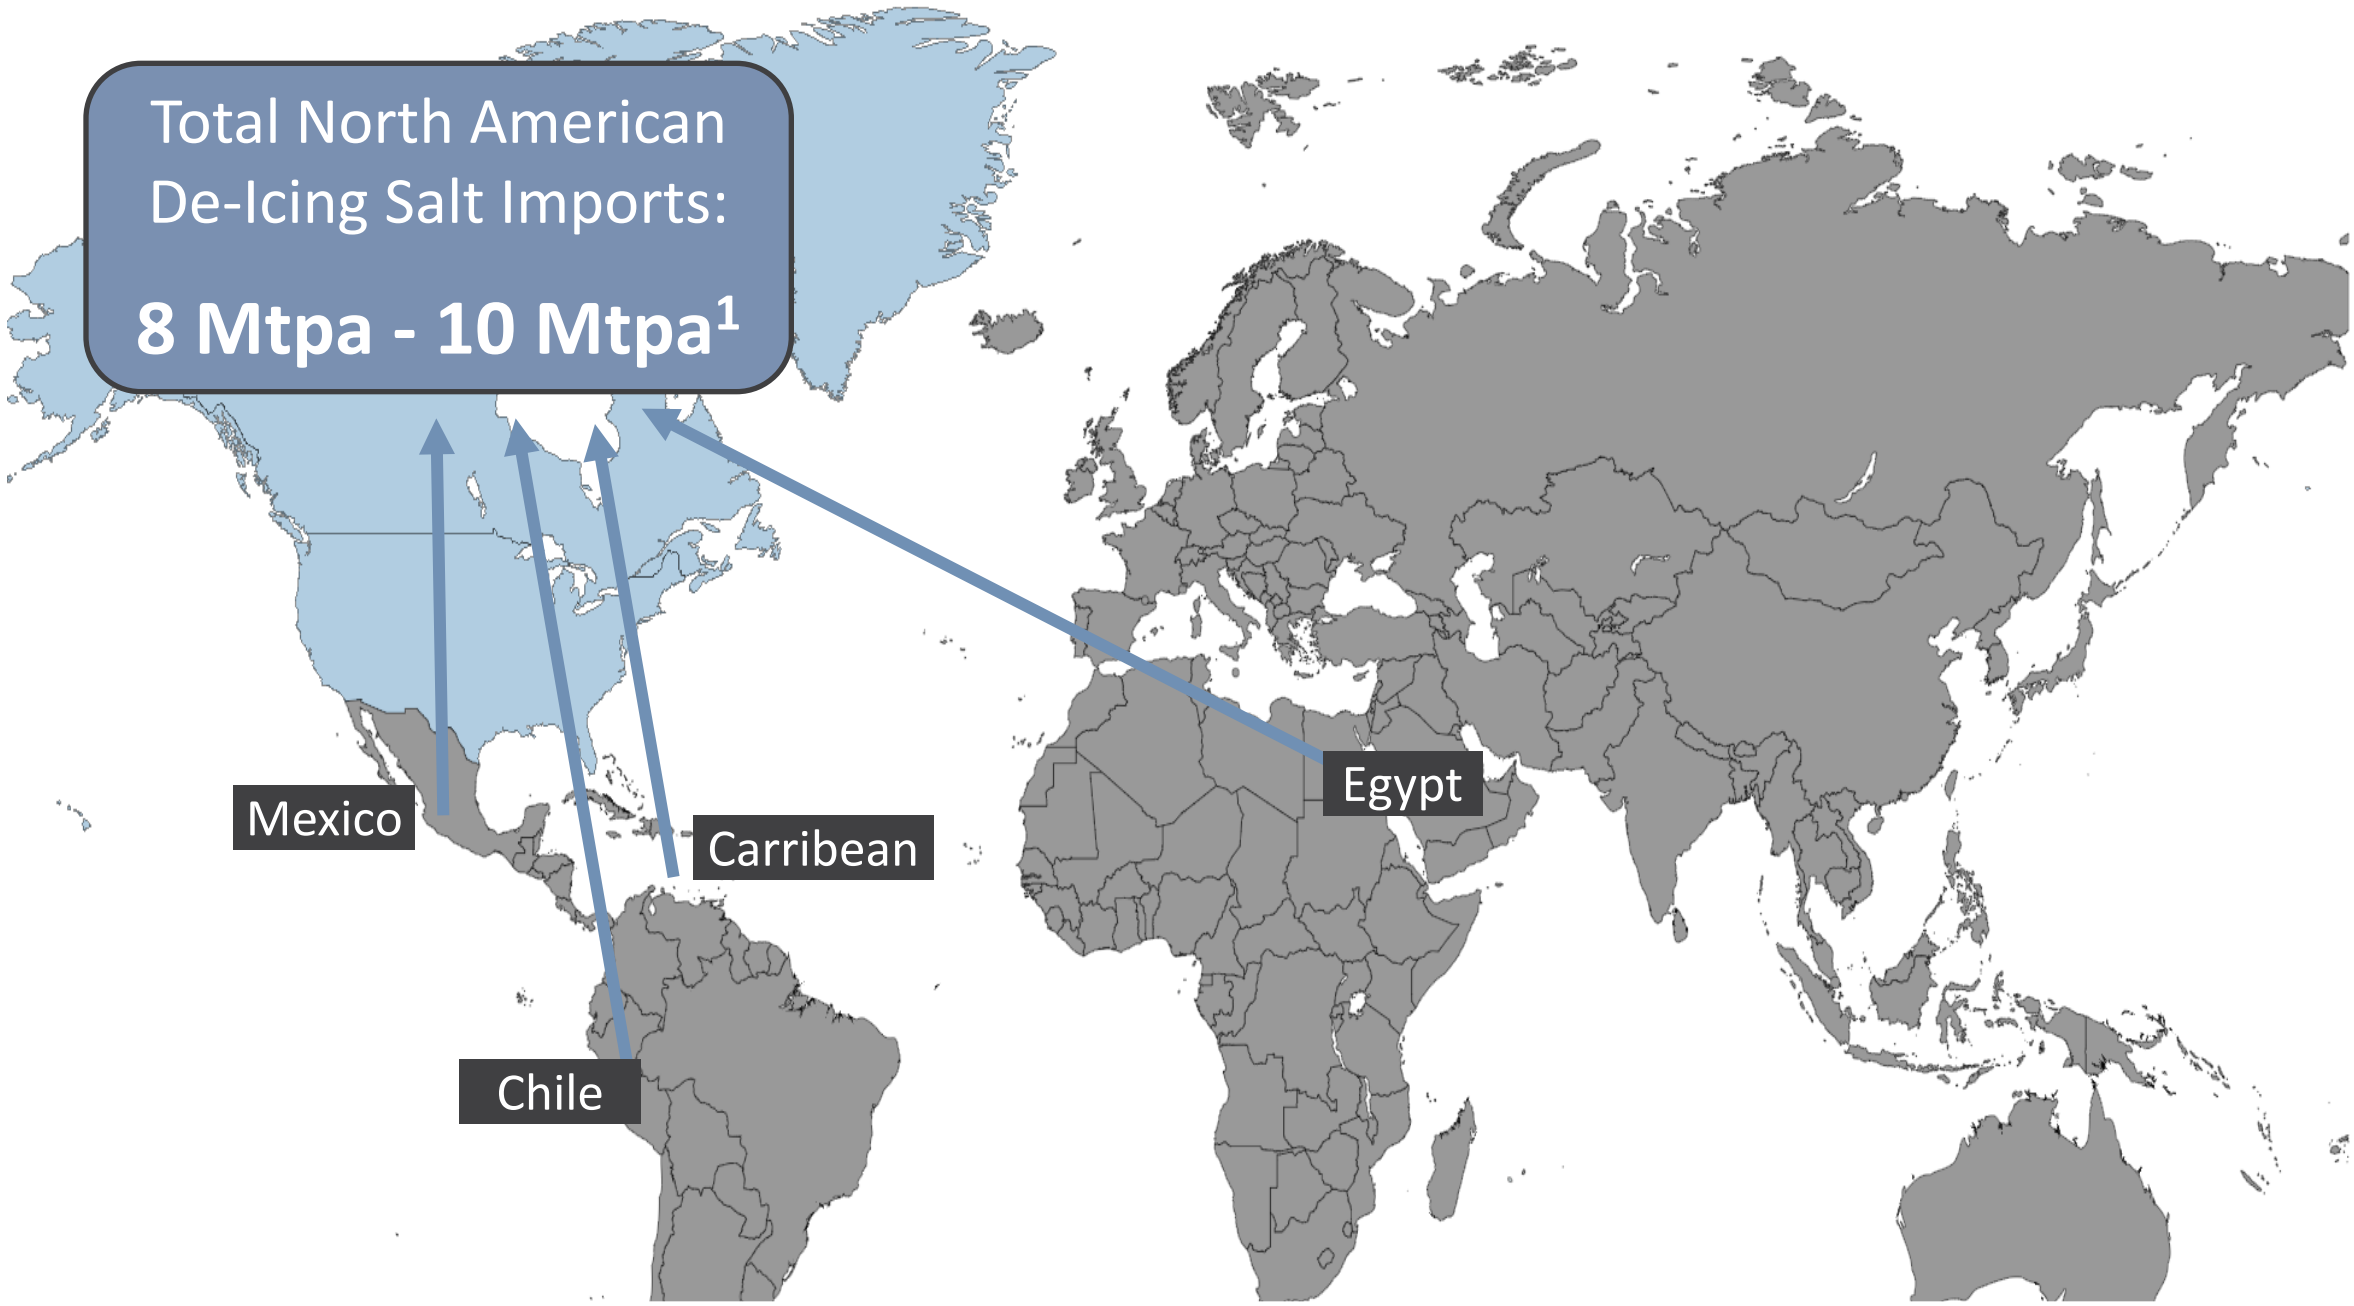 Total North American
De-Icing Salt Imports:
8 Mtpa - 10 Mtpa¹
Mexico
Carribean
Egypt
Chile